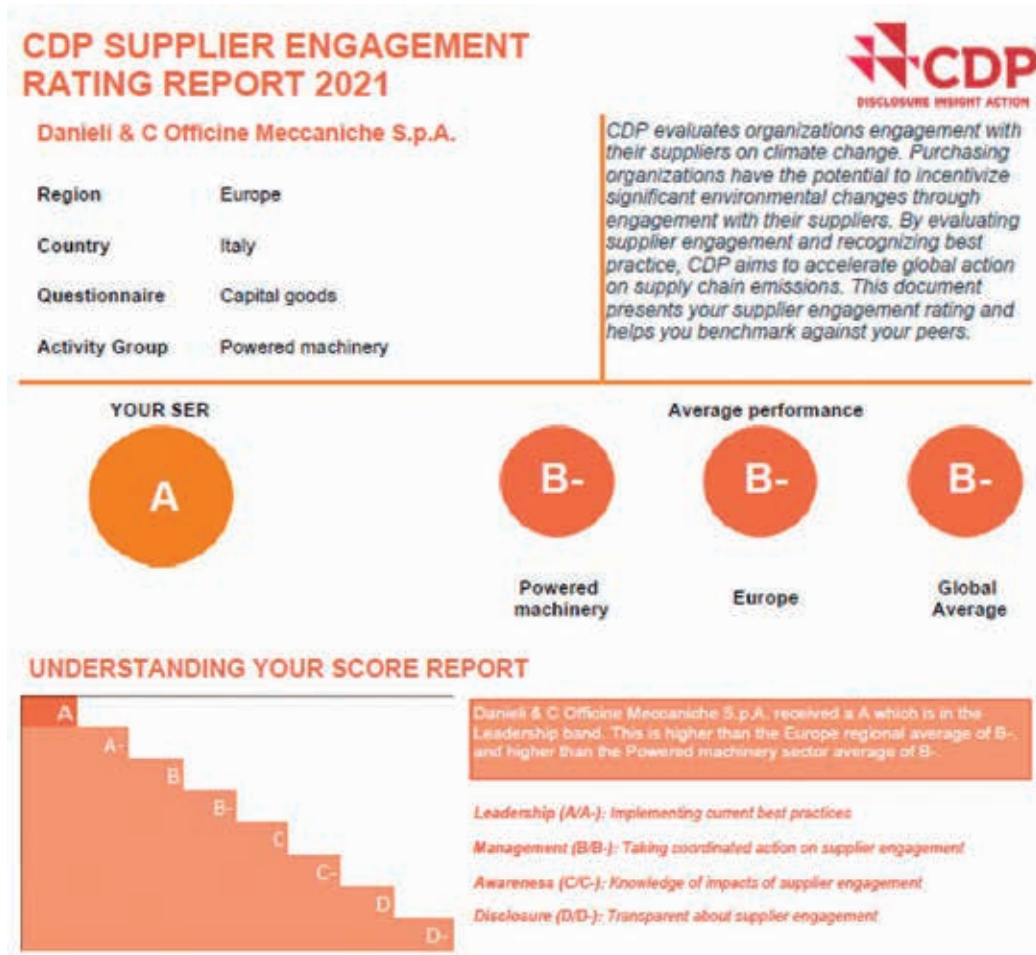 CDP SUPPLIER ENGAGEMENT
RATING REPORT 2021
CDP
DISCLOSURE INSIGHT ACTION
Danieli & C Officine Meccaniche S.p.A.
Region Europe
Country Italy
Questionnaire Capital goods
Activity Group Powered machinery
CDP evaluates organizations engagement with
their suppliers on climate change. Purchasing
organizations have the potential to incentivize
significant environmental changes through
engagement with their suppliers. By evaluating
supplier engagement and recognizing best
practice, CDP aims to accelerate global action
on supply chain emissions. This document
presents your supplier engagement rating and
helps you benchmark against your peers.
YOUR SER
A
Average performance
B- B- B-
Powered
machinery
Europe
Global
Average
UNDERSTANDING YOUR SCORE REPORT
A
A-
B
B-
C
C-
D
D-
Danieli & C Officine Meccaniche S.p.A. received a A which is in the
Leadership band. This is higher than the Europe regional average of B-,
and higher than the Powered machinery sector average of B-.
Leadership (A/A-): Implementing current best practices
Management (B/B-): Taking coordinated action on supplier engagement
Awareness (C/C-): Knowledge of impacts of supplier engagement
Disclosure (D/D-): Transparent about supplier engagement